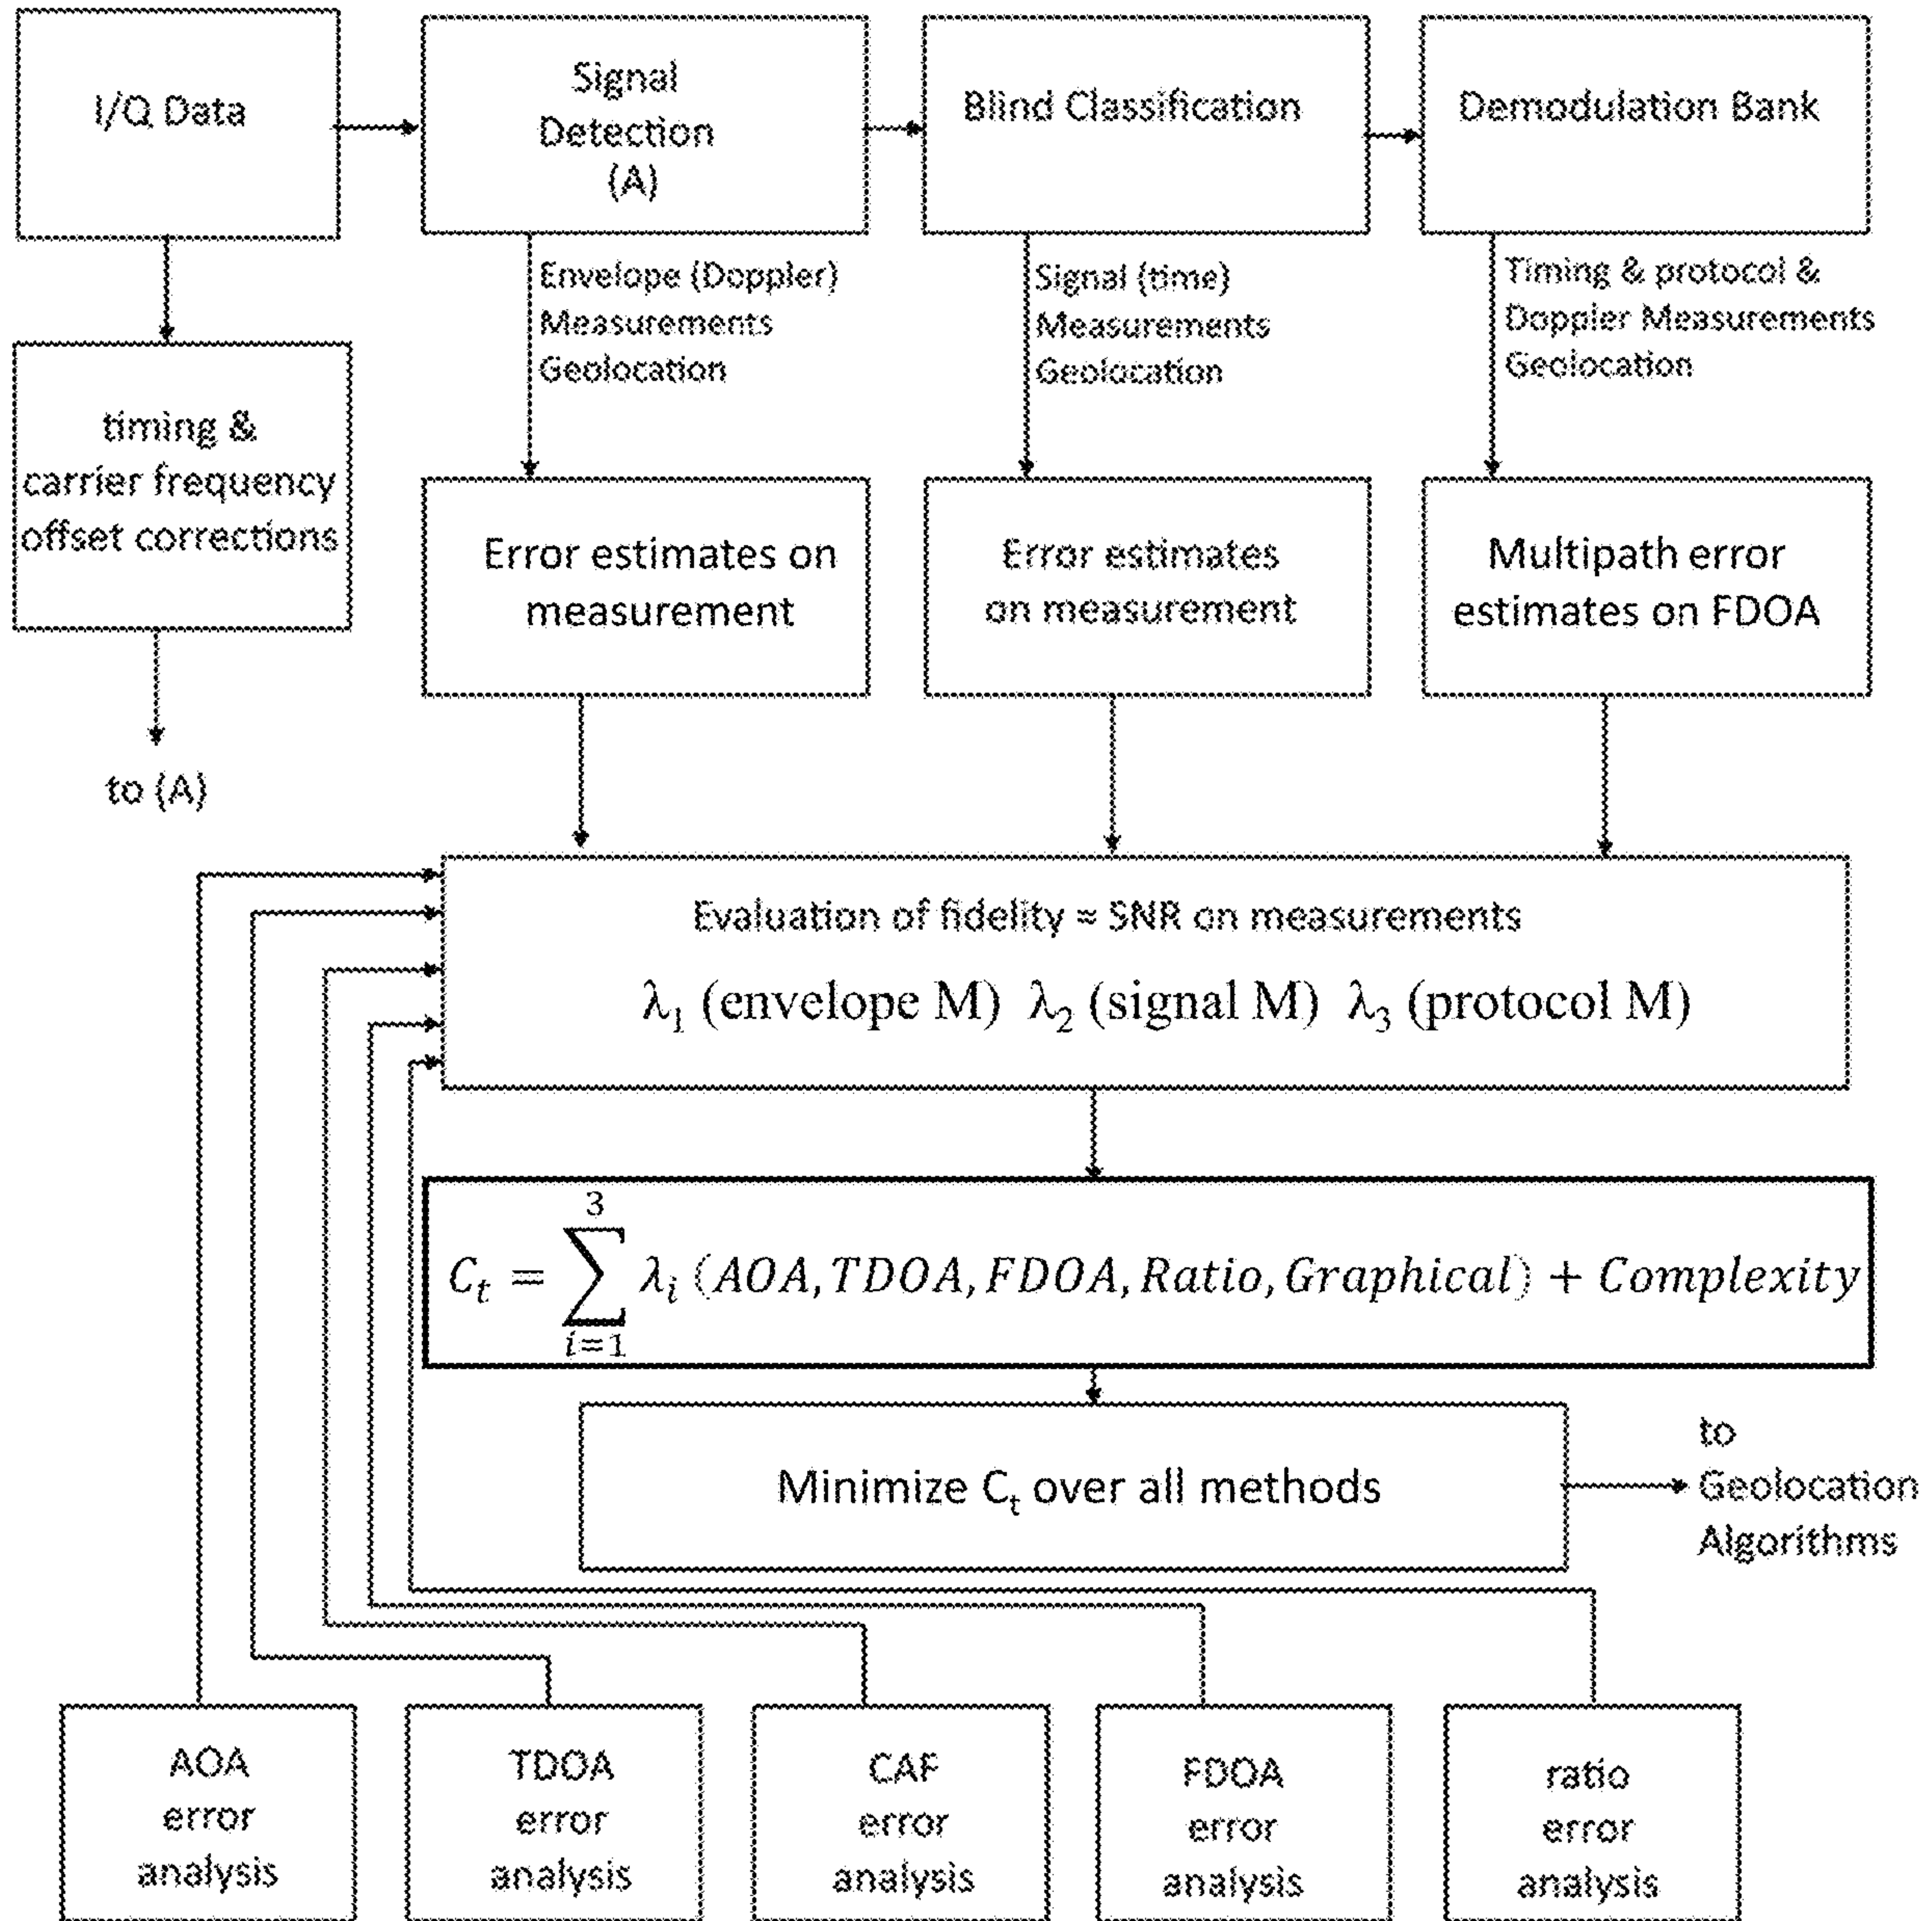 I/Q Data
Signal
Detection
(A)
Blind Classification
Demodulation Bank
Envelope (Doppler)
Measurements
Geolocation
Signal (time)
Measurements
Geolocation
Timing & protocol &
Doppler Measurements
Geolocation
timing &
carrier frequency
offset corrections
to (A)
Error estimates on
measurement
Error estimates
on measurement
Multipath error
estimates on FDOA
Evaluation of fidelity ≈ SNR on measurements
λ₁ (envelope M) λ₂ (signal M) λ₃ (protocol M)
3
Cₜ = ∑ λᵢ (AOA, TDOA, FDOA, Ratio, Graphical) + Complexity
i=1
Minimize Cₜ over all methods
to
Geolocation
Algorithms
AOA
error
analysis
TDOA
error
analysis
CAF
error
analysis
FDOA
error
analysis
ratio
error
analysis